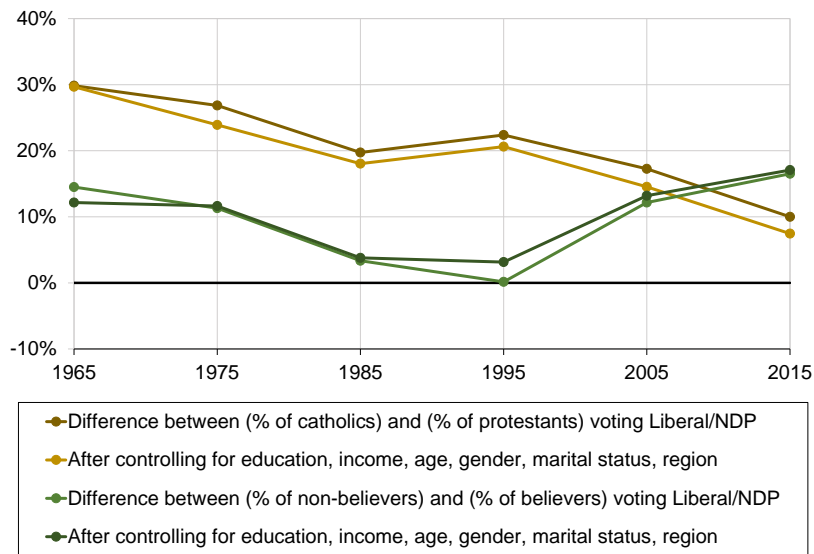 40%
30%
20%
10%
0%
-10%
1965 1975 1985 1995 2005 2015
Difference between (% of catholics) and (% of protestants) voting Liberal/NDP
After controlling for education, income, age, gender, marital status, region
Difference between (% of non-believers) and (% of believers) voting Liberal/NDP
After controlling for education, income, age, gender, marital status, region